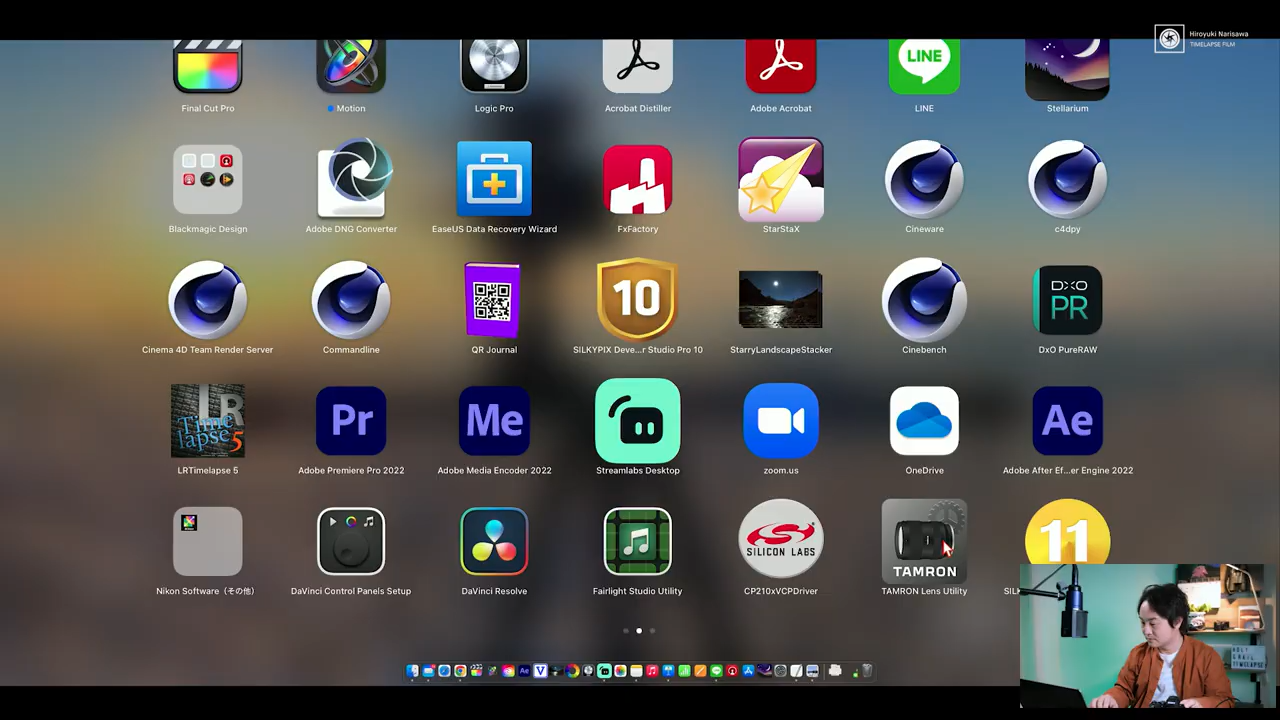 Hiroyuki Narisawa
TIMELAPSE FILM
LINE
Final Cut Pro
Motion
Logic Pro
Acrobat Distiller
Adobe Acrobat
LINE
Stellarium
Blackmagic Design
Adobe DNG Converter
EaseUS Data Recovery Wizard
FxFactory
StarStaX
Cineware
c4dpy
10
DXO
PR
Cinema 4D Team Render Server
Commandline
QR Journal
SILKYPIX Deve...r Studio Pro 10
StarryLandscapeStacker
Cinebench
DxO PureRAW
LR
Time
lapse
5
Pr
Me
Ae
LRTimelapse 5
Adobe Premiere Pro 2022
Adobe Media Encoder 2022
Streamlabs Desktop
zoom.us
OneDrive
Adobe After Ef...er Engine 2022
SILICON LABS
TAMRON
11
Nikon Software（その他）
DaVinci Control Panels Setup
DaVinci Resolve
Fairlight Studio Utility
CP210xVCPDriver
TAMRON Lens Utility
Ae
V
TIMELAPSE